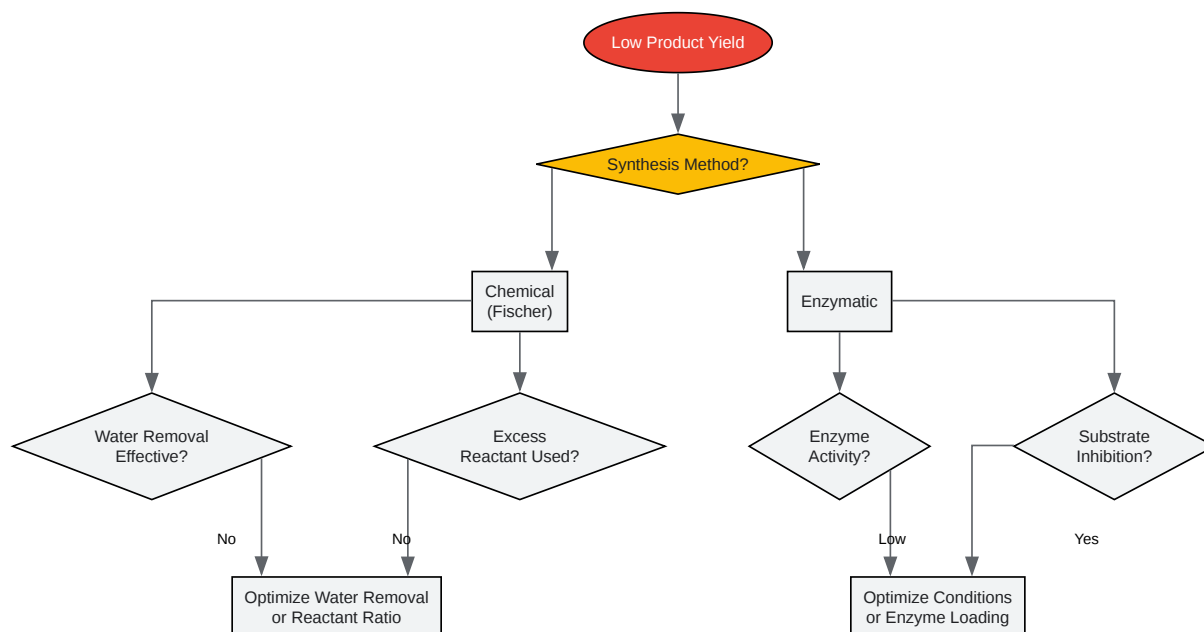 Low Product Yield
Synthesis Method?
Chemical
(Fischer)
Enzymatic
Water Removal
Effective?
Excess
Reactant Used?
Enzyme
Activity?
Substrate
Inhibition?
No
No
Low
Yes
Optimize Water Removal
or Reactant Ratio
Optimize Conditions
or Enzyme Loading